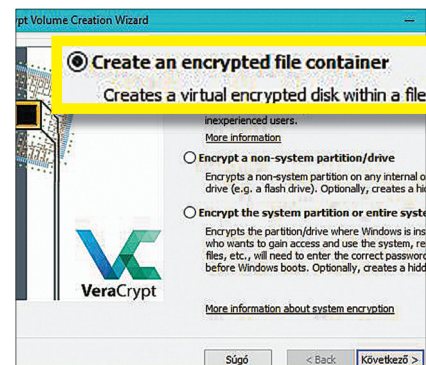 ypt Volume Creation Wizard
Create an encrypted file container
Creates a virtual encrypted disk within a file
inexperienced users.
More information
Encrypt a non-system partition/drive
Encrypts a non-system partition on any internal o
drive (e.g. a flash drive). Optionally, creates a hid
Encrypt the system partition or entire syste
Encrypts the partition/drive where Windows is ins
who wants to gain access and use the system, re
files, etc., will need to enter the correct password
before Windows boots. Optionally, creates a hidd
VeraCrypt
More information about system encryption
Súgó
< Back
Következő >